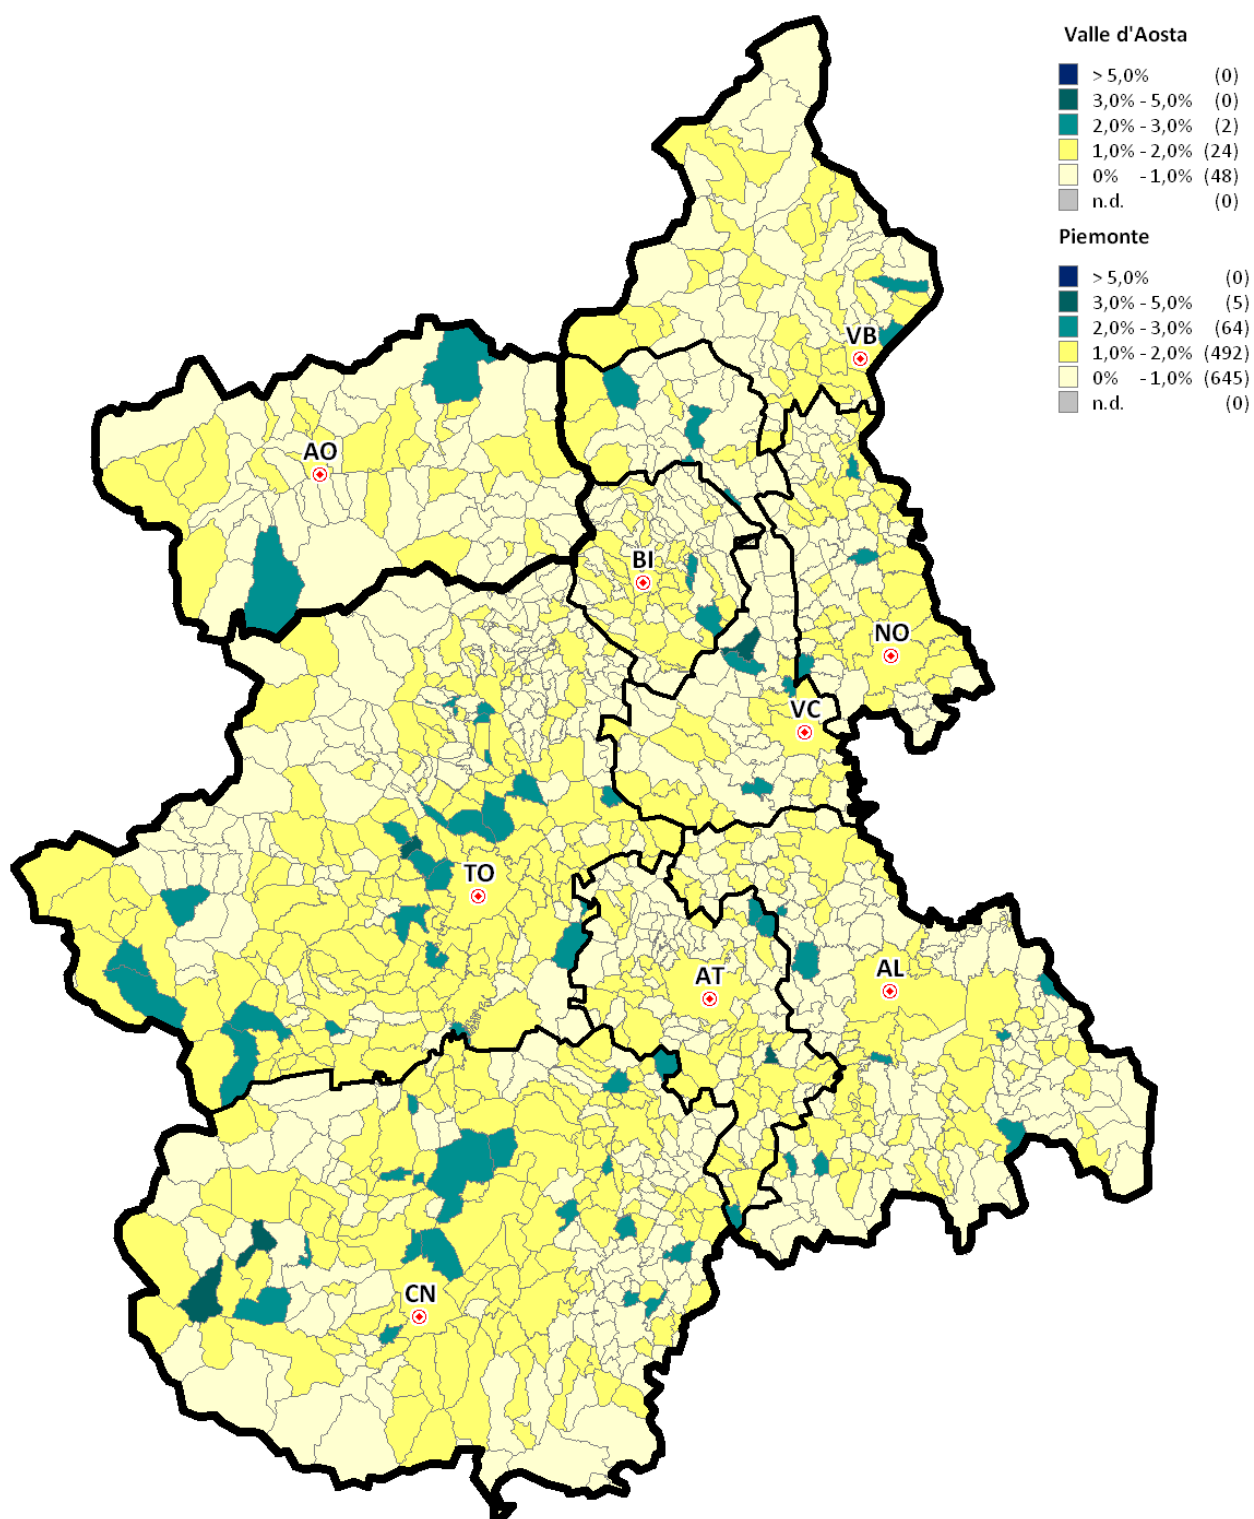 Valle d'Aosta
> 5,0% (0)
3,0% - 5,0% (0)
2,0% - 3,0% (2)
1,0% - 2,0% (24)
0% - 1,0% (48)
n.d. (0)
Piemonte
> 5,0% (0)
3,0% - 5,0% (5)
2,0% - 3,0% (64)
1,0% - 2,0% (492)
0% - 1,0% (645)
n.d. (0)
VB
AO
BI
NO
VC
TO
AT
AL
CN